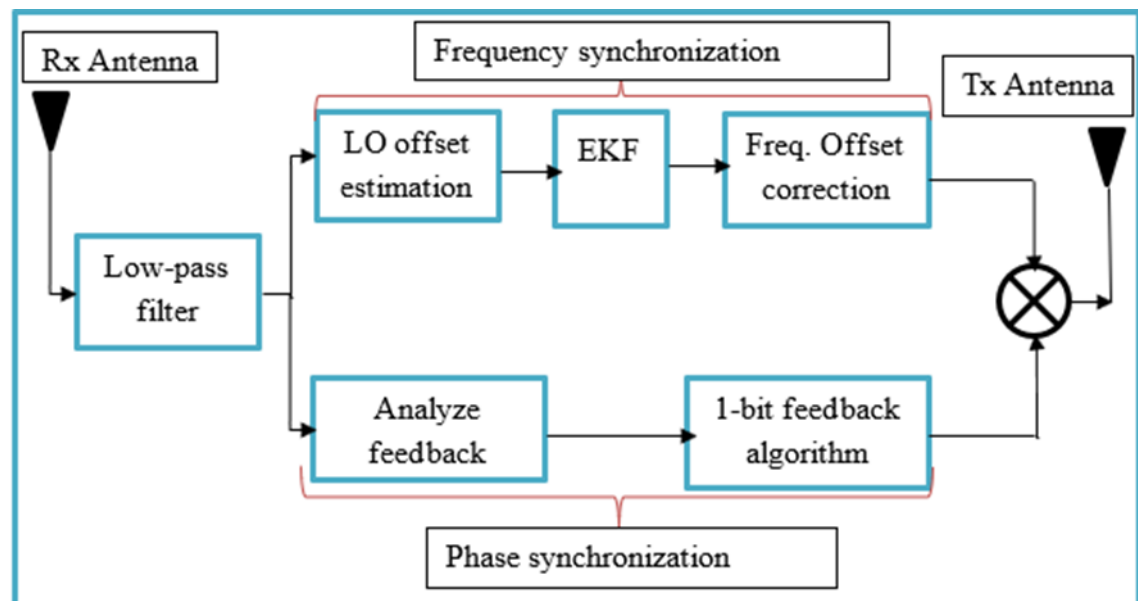 Rx Antenna
Frequency synchronization
Tx Antenna
LO offset
estimation
EKF
Freq. Offset
correction
Low-pass
filter
Analyze
feedback
1-bit feedback
algorithm
Phase synchronization